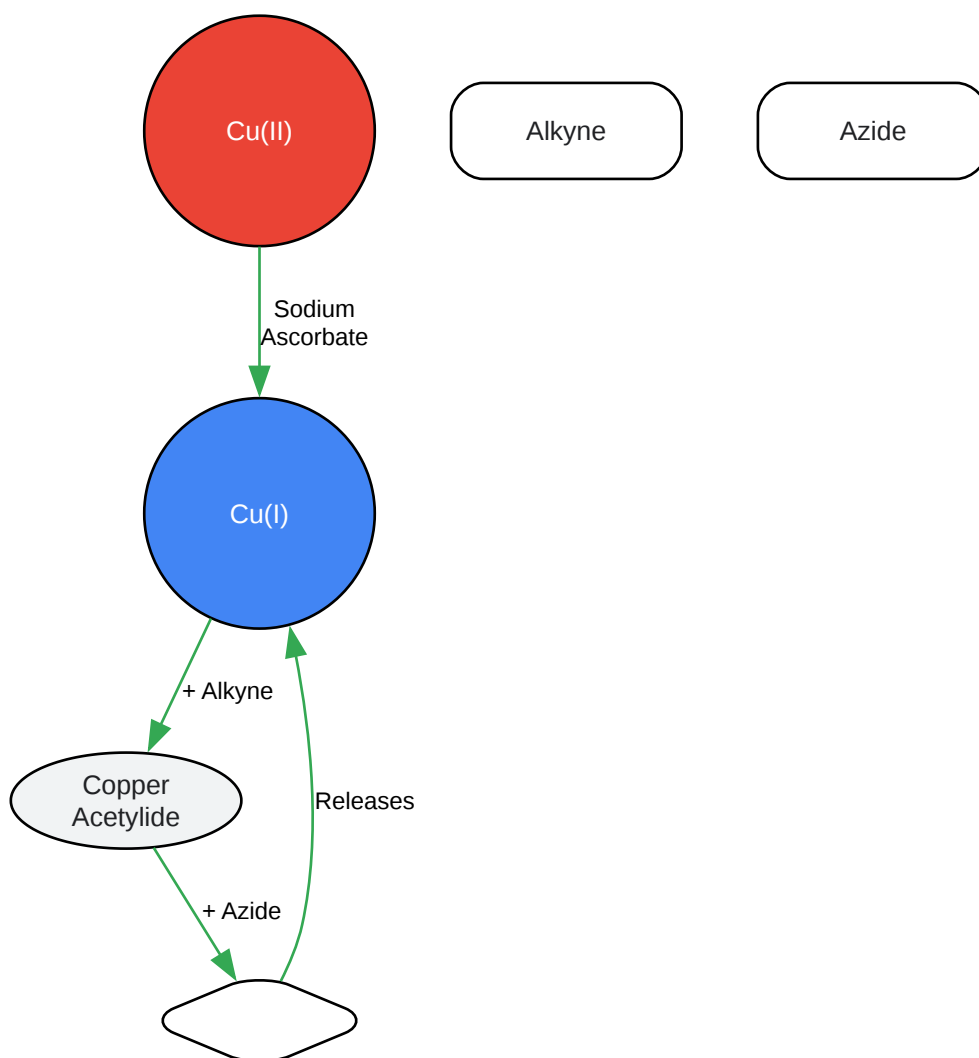 Cu(II)
Alkyne
Azide
Sodium
Ascorbate
Cu(I)
+ Alkyne
Copper
Acetylide
Releases
+ Azide